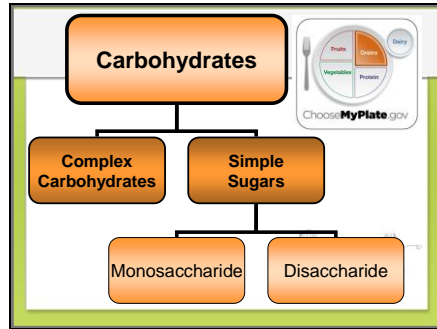 Carbohydrates
Fruits
Grains
Dairy
Vegetables
Protein
ChooseMyPlate.gov
Complex
Carbohydrates
Simple
Sugars
Monosaccharide
Disaccharide